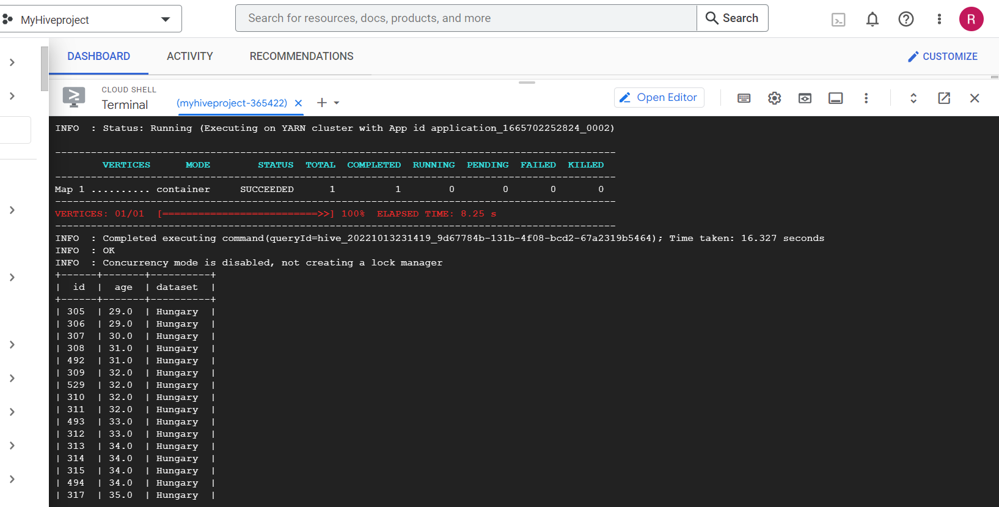 MyHiveproject
Search for resources, docs, products, and more
Search
R
DASHBOARD ACTIVITY RECOMMENDATIONS
CUSTOMIZE
CLOUD SHELL
Terminal
(myhiveproject-365422)
Open Editor
INFO  : Status: Running (Executing on YARN cluster with App id application_1665702252824_0002)
----------------------------------------------------------------------------------------------
VERTICES      MODE        STATUS  TOTAL  COMPLETED  RUNNING  PENDING  FAILED  KILLED
----------------------------------------------------------------------------------------------
Map 1 .......... container     SUCCEEDED      1          1        0        0       0       0
----------------------------------------------------------------------------------------------
VERTICES: 01/01  [==========================>>] 100%  ELAPSED TIME: 8.25 s
----------------------------------------------------------------------------------------------
INFO  : Completed executing command(queryId=hive_20221013231419_9d67784b-131b-4f08-bcd2-67a2319b5464); Time taken: 16.327 seconds
INFO  : OK
INFO  : Concurrency mode is disabled, not creating a lock manager
+------+-------+----------+
|  id  |  age  | dataset  |
+------+-------+----------+
| 305  | 29.0  | Hungary  |
| 306  | 29.0  | Hungary  |
| 307  | 30.0  | Hungary  |
| 308  | 31.0  | Hungary  |
| 492  | 31.0  | Hungary  |
| 309  | 32.0  | Hungary  |
| 529  | 32.0  | Hungary  |
| 310  | 32.0  | Hungary  |
| 311  | 32.0  | Hungary  |
| 493  | 33.0  | Hungary  |
| 312  | 33.0  | Hungary  |
| 313  | 34.0  | Hungary  |
| 314  | 34.0  | Hungary  |
| 315  | 34.0  | Hungary  |
| 494  | 34.0  | Hungary  |
| 317  | 35.0  | Hungary  |